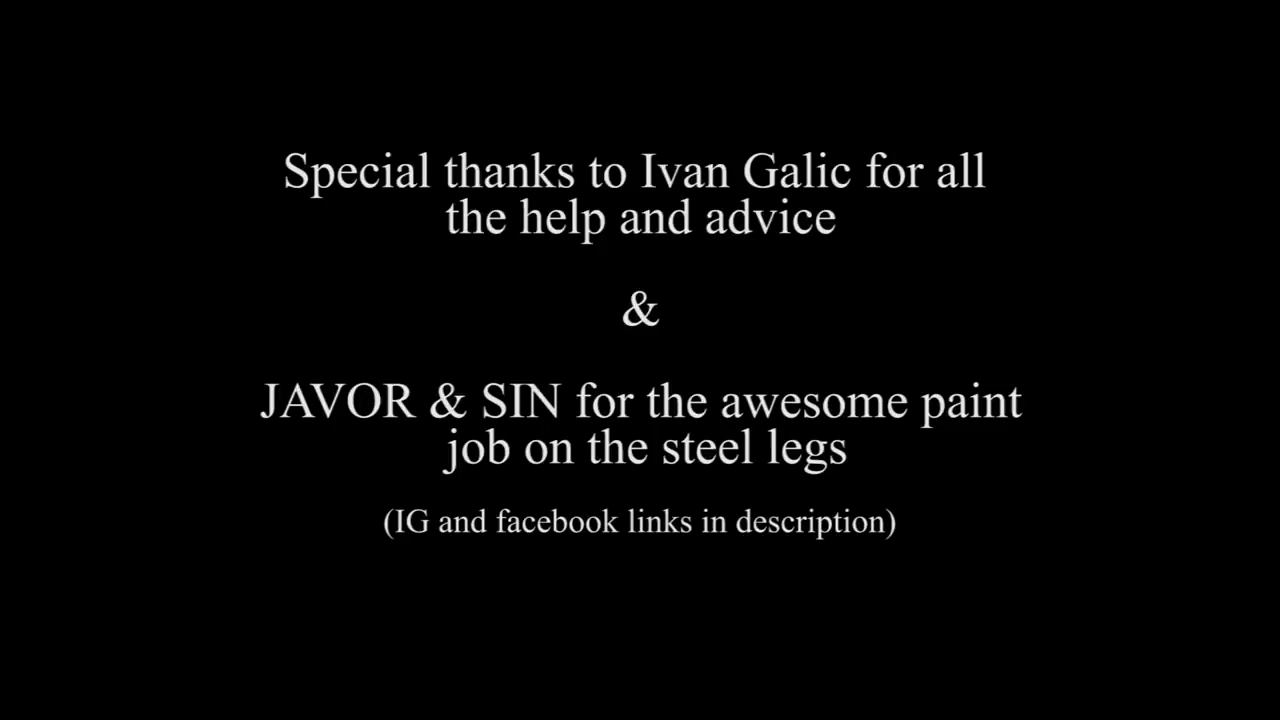 Special thanks to Ivan Galic for all
the help and advice
&
JAVOR & SIN for the awesome paint
job on the steel legs
(IG and facebook links in description)